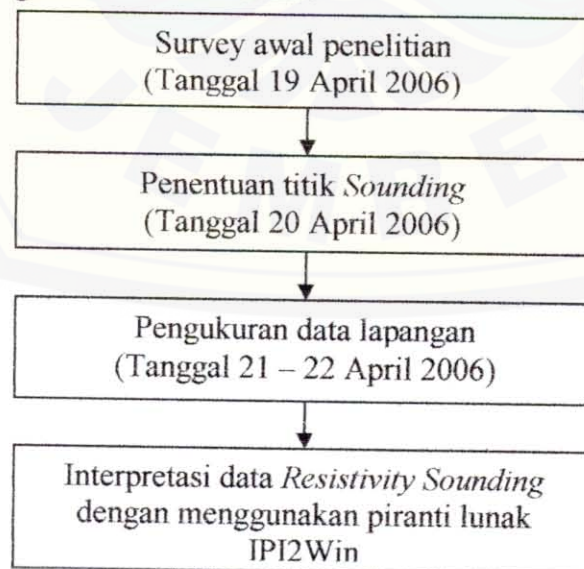 Survey awal penelitian
(Tanggal 19 April 2006)
Penentuan titik Sounding
(Tanggal 20 April 2006)
Pengukuran data lapangan
(Tanggal 21 – 22 April 2006)
Interpretasi data Resistivity Sounding
dengan menggunakan piranti lunak
IPI2Win